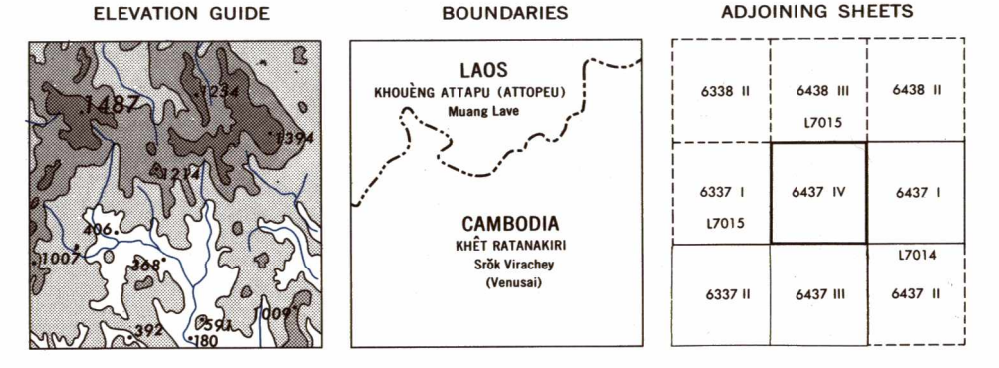 ELEVATION GUIDE
1234
1487
1394
1214
406
1007
368
1009
591
392
180
BOUNDARIES
LAOS
KHOUÈNG ATTAPU (ATTOPEU)
Muang Lave
CAMBODIA
KHÊT RATANAKIRI
Srŏk Virachey
(Venusai)
ADJOINING SHEETS
6338 II 6438 III 6438 II
L7015
6337 I 6437 IV 6437 I
L7015
L7014
6337 II 6437 III 6437 II